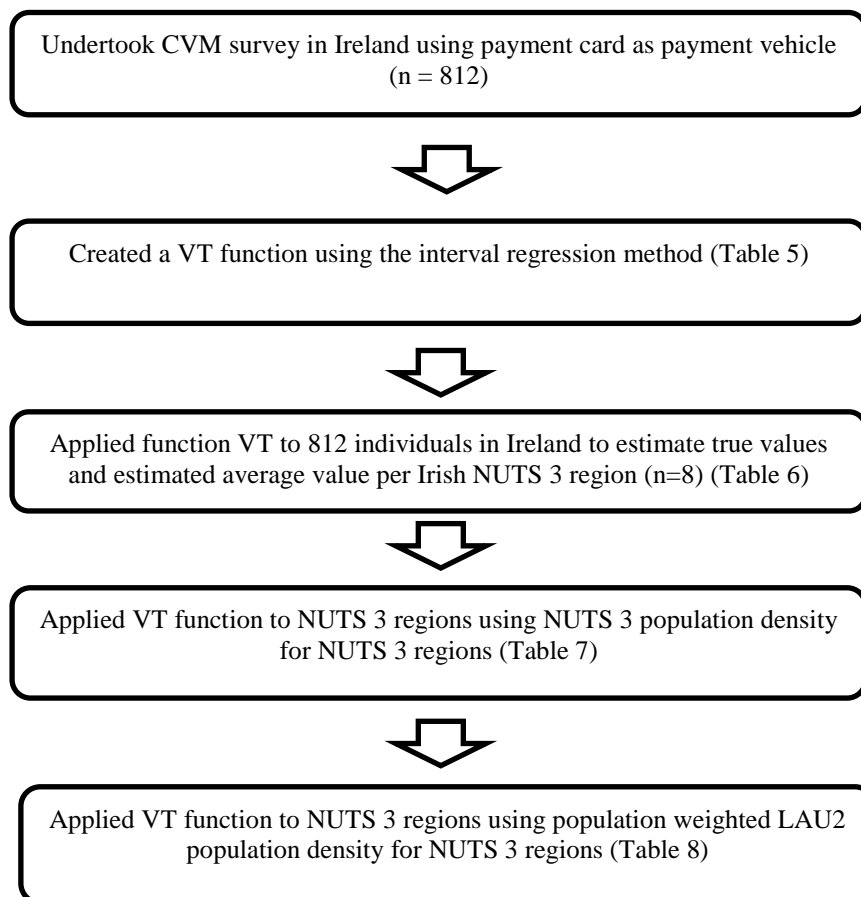 Undertook CVM survey in Ireland using payment card as payment vehicle
(n = 812)
Created a VT function using the interval regression method (Table 5)
Applied function VT to 812 individuals in Ireland to estimate true values
and estimated average value per Irish NUTS 3 region (n=8) (Table 6)
Applied VT function to NUTS 3 regions using NUTS 3 population density
for NUTS 3 regions (Table 7)
Applied VT function to NUTS 3 regions using population weighted LAU2
population density for NUTS 3 regions (Table 8)